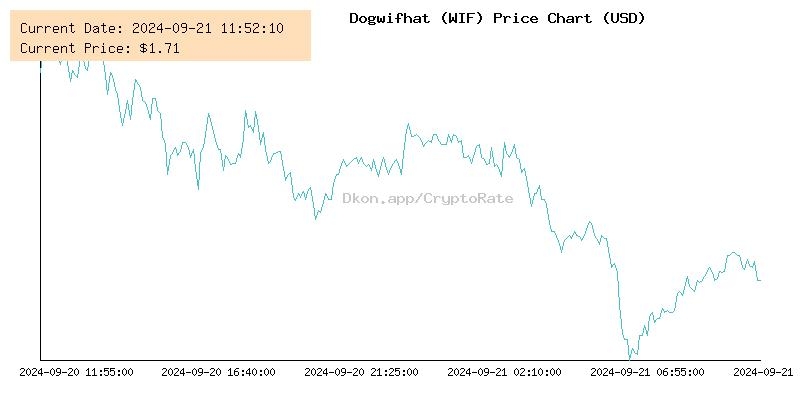 Dogwifhat (WIF) Price Chart (USD)
Current Date: 2024-09-21 11:52:10
Current Price: $1.71
Dkon.app/CryptoRate
2024-09-20 11:55:00 2024-09-20 16:40:00 2024-09-20 21:25:00 2024-09-21 02:10:00 2024-09-21 06:55:00 2024-09-21